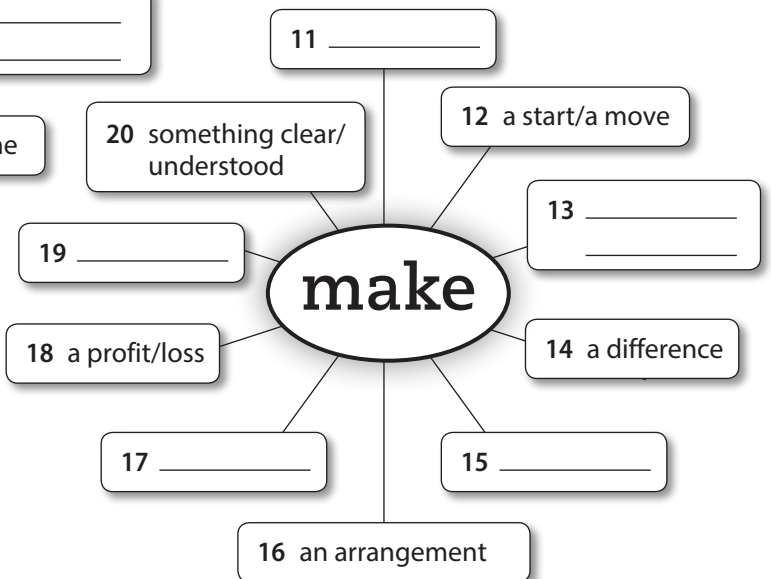 11
20 something clear/
understood
12 a start/a move
13
19
make
18 a profit/loss
14 a difference
17
15
16 an arrangement